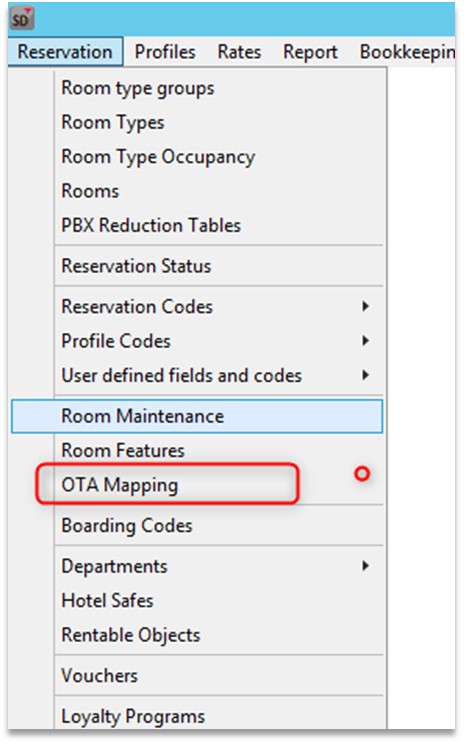 SD
Reservation Profiles Rates Report Bookkeepin
Room type groups
Room Types
Room Type Occupancy
Rooms
PBX Reduction Tables
Reservation Status
Reservation Codes
Profile Codes
User defined fields and codes
Room Maintenance
Room Features
OTA Mapping
Boarding Codes
Departments
Hotel Safes
Rentable Objects
Vouchers
Loyalty Programs